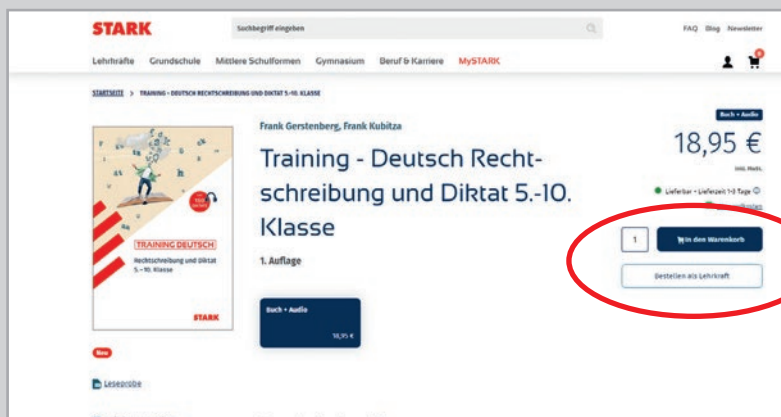 STARK
Suchbegriff eingeben
FAQ Blog Newsletter
Lehrkräfte Grundschule Mittlere Schulformen Gymnasium Beruf & Karriere MySTARK
0
STARTSEITE > TRAINING - DEUTSCH RECHTSCHREIBUNG UND DIKTAT 5.-10. KLASSE
Buch + Audio
18,95 €
inkl. MwSt.
Lieferbar • Lieferzeit 1-3 Tage
1
In den Warenkorb
Bestellen als Lehrkraft
Frank Gerstenberg, Frank Kubitza
Training - Deutsch Recht-
schreibung und Diktat 5.-10.
Klasse
1. Auflage
Buch + Audio
18,95 €
TRAINING DEUTSCH
Rechtschreibung und Diktat
5. – 10. Klasse
STARK
Neu
Leseprobe